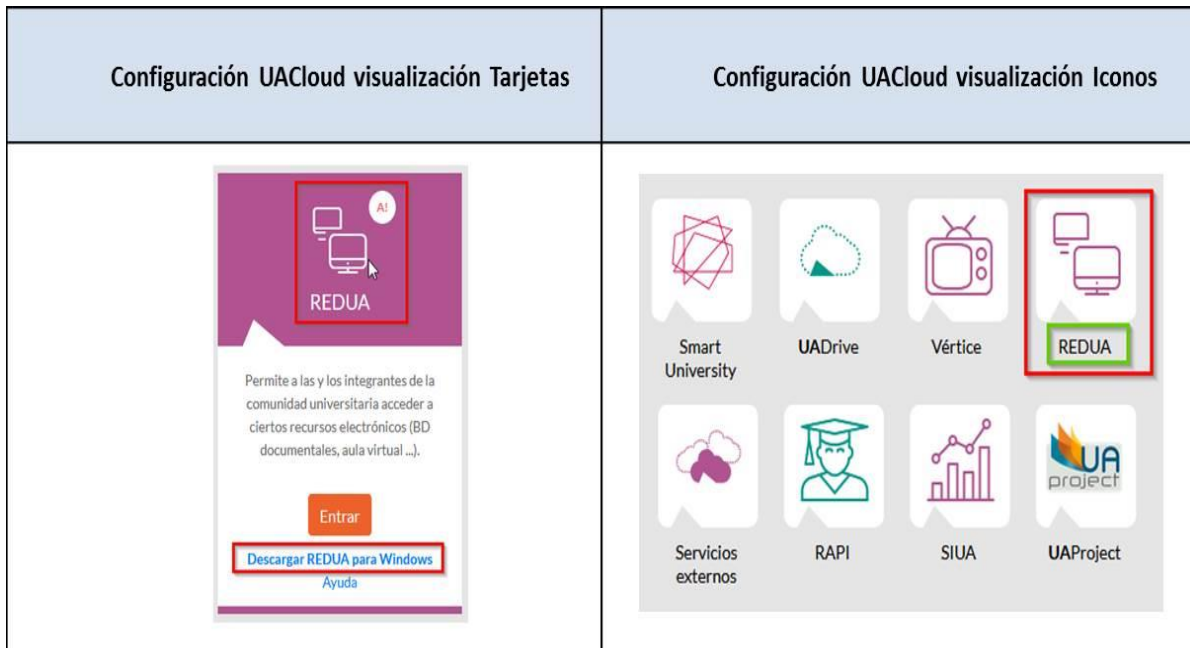 Configuración UACloud visualización Tarjetas
Configuración UACloud visualización Iconos
A!
REDUA
Permite a las y los integrantes de la
comunidad universitaria acceder a
ciertos recursos electrónicos (BD
documentales, aula virtual ...).
Entrar
Descargar REDUA para Windows
Ayuda
Smart
University
UADrive
Vértice
REDUA
UA
project
Servicios
externos
RAPI
SIUA
UAProject